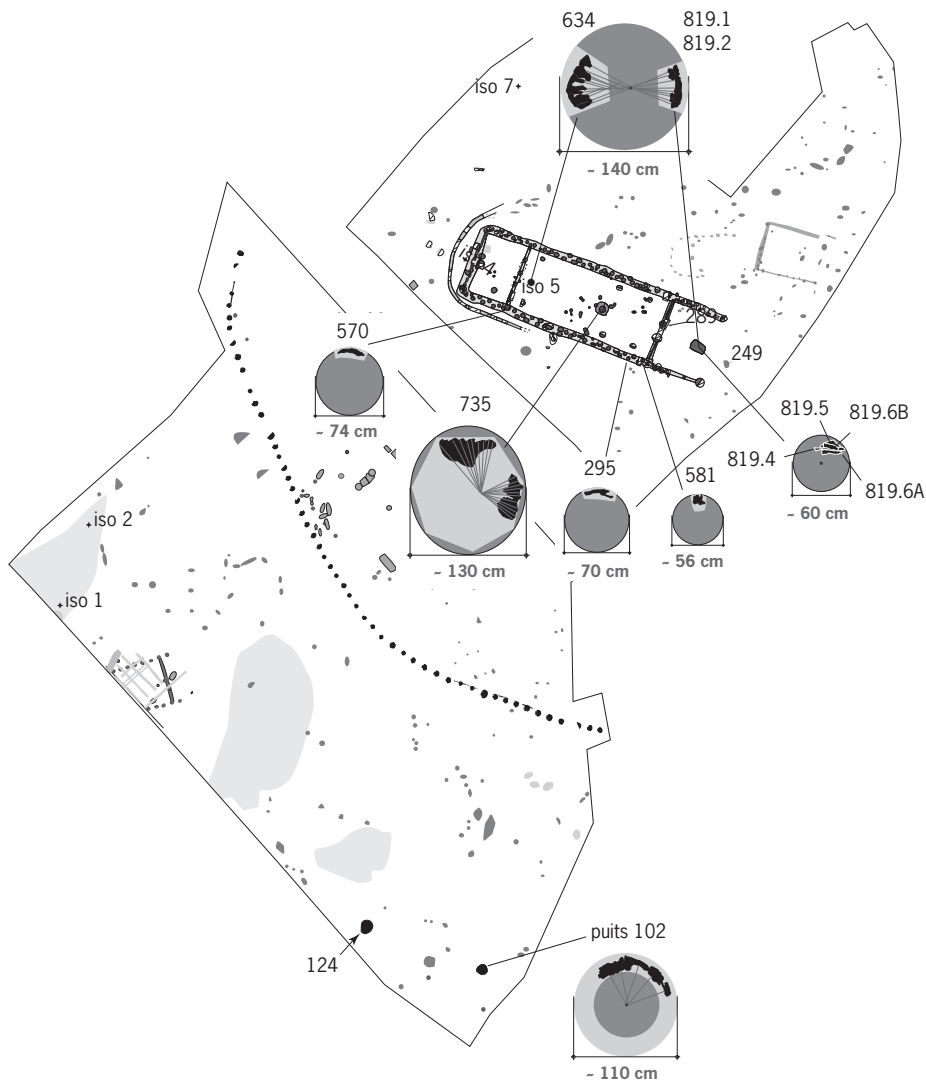 634
819.1
819.2
iso 7
~ 140 cm
iso 5
289
249
570
~ 74 cm
735
~ 130 cm
295
~ 70 cm
581
~ 56 cm
819.5
819.6B
819.4
819.6A
~ 60 cm
iso 2
iso 1
124
puits 102
~ 110 cm